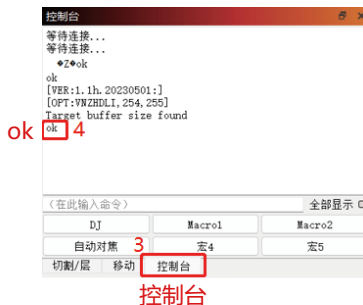 控制台
等待连接...
等待连接...
�Z�ok
ok
[VER:1.1h.20230501:]
[OPT:VNZHDLI,254,255]
Target buffer size found
ok
ok 4
(在此输入命令) 全部显示
DJ Macro1 Macro2
自动对焦 3 宏4 宏5
切割/层 移动 控制台
控制台